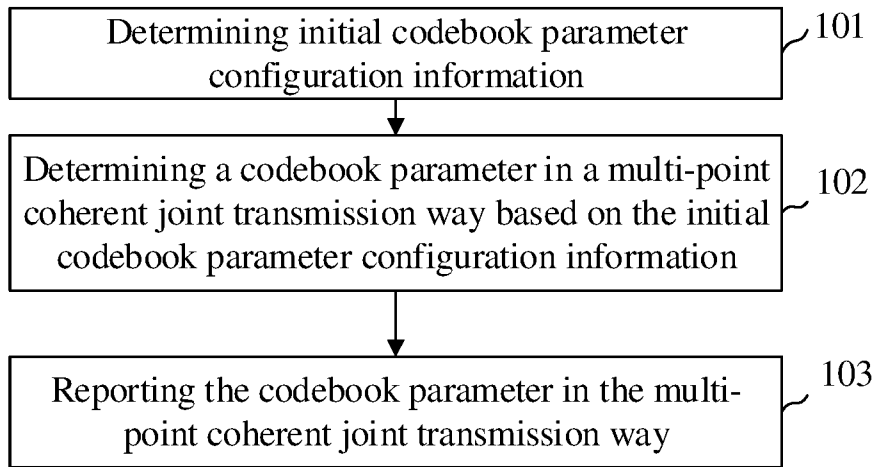 Determining initial codebook parameter
configuration information
101
Determining a codebook parameter in a multi-point
coherent joint transmission way based on the initial
codebook parameter configuration information
102
Reporting the codebook parameter in the multi-
point coherent joint transmission way
103